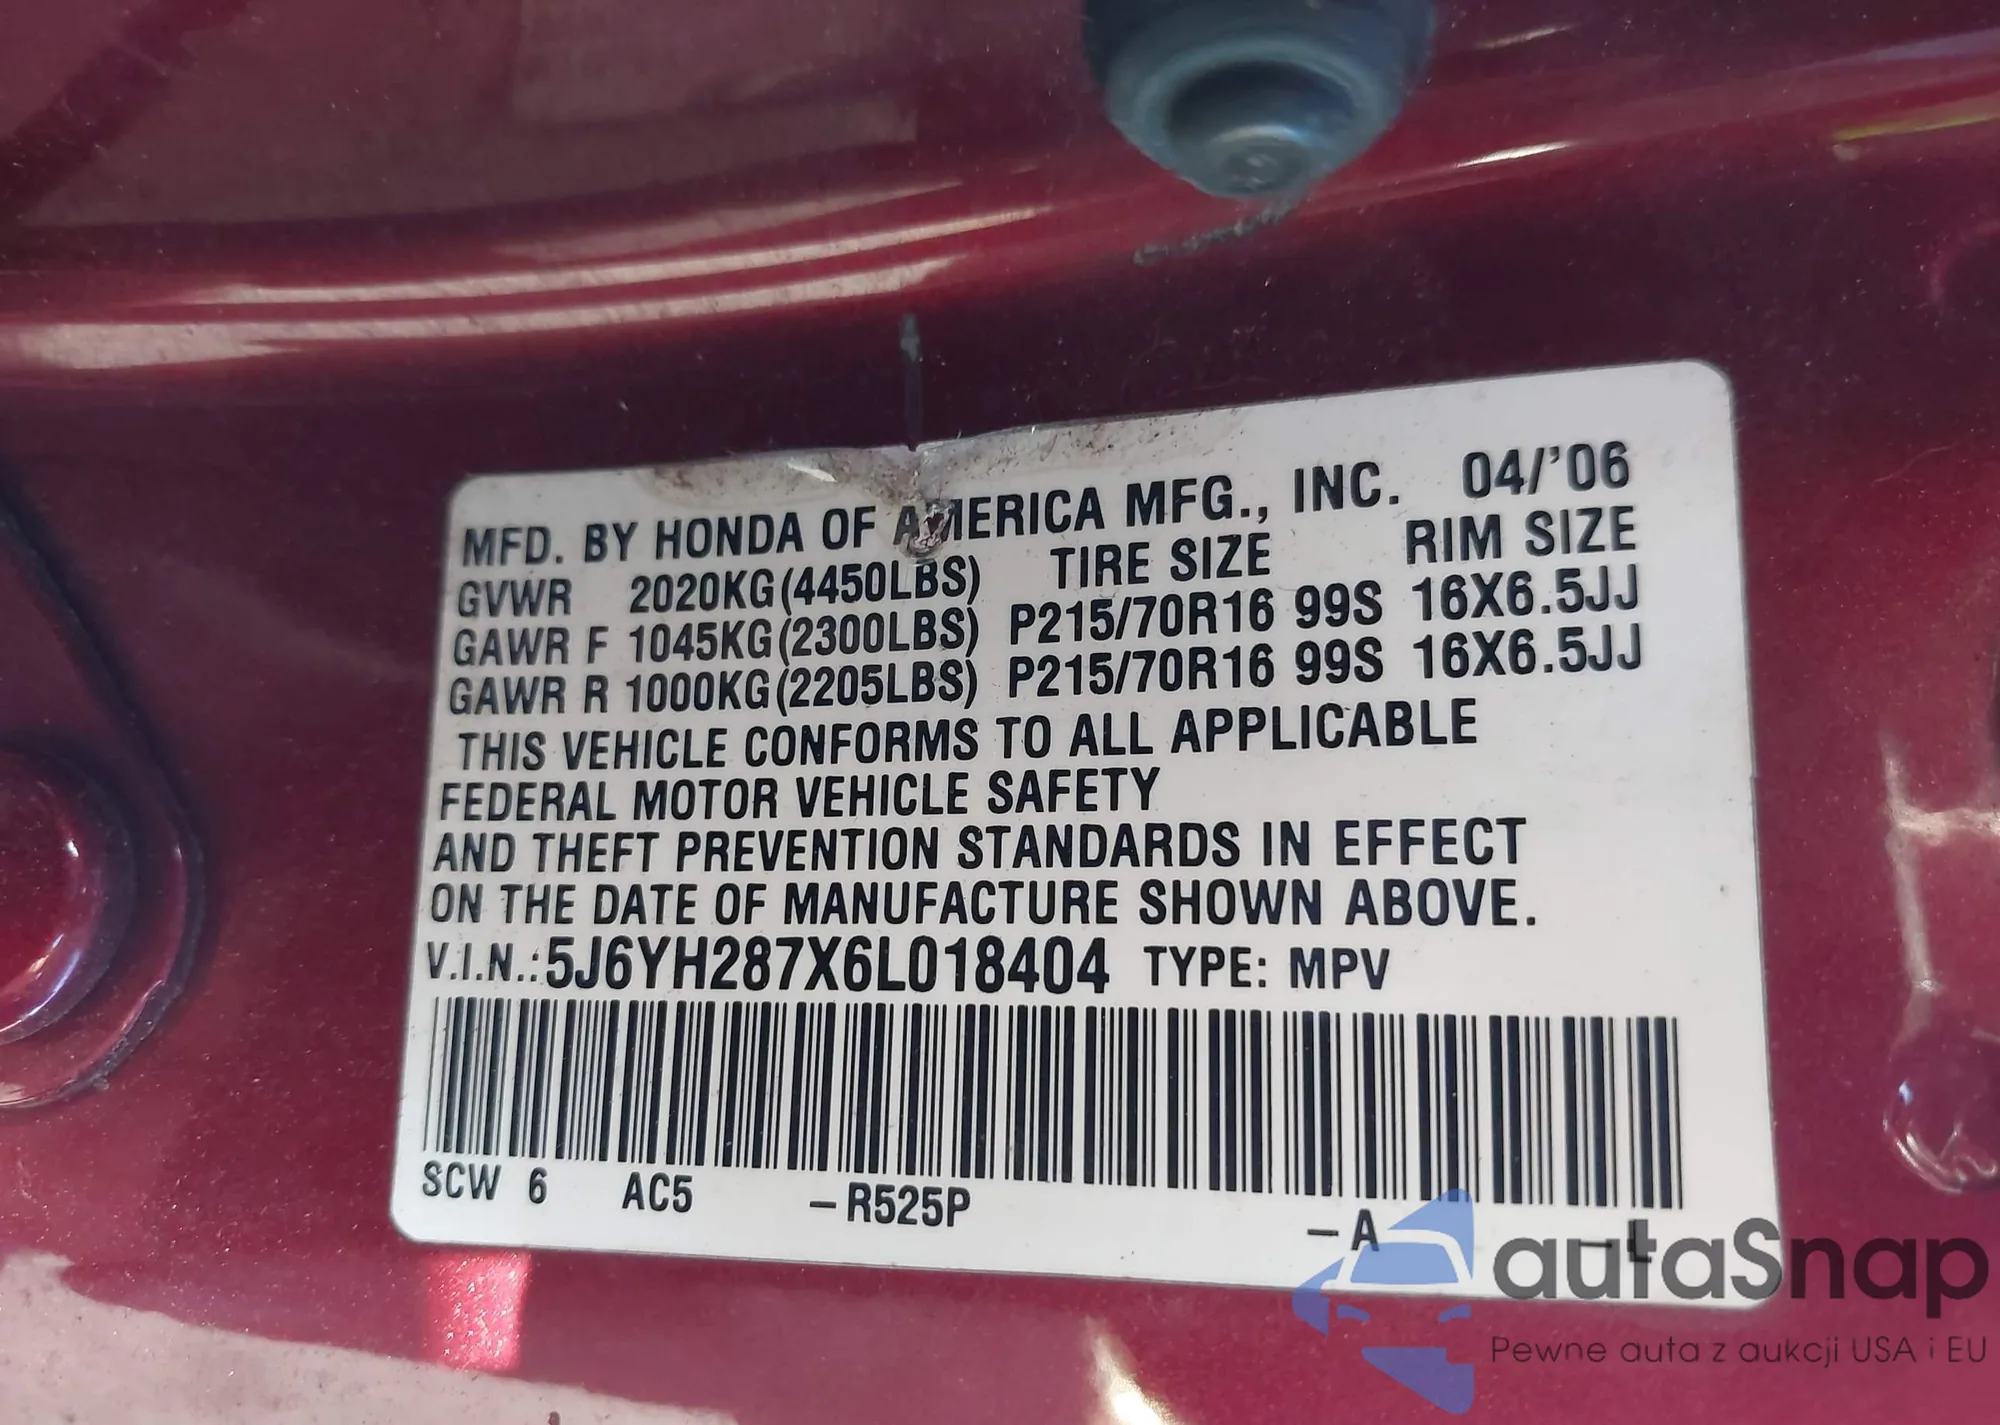 MFD. BY HONDA OF AMERICA MFG., INC. 04/'06
GVWR 2020KG(4450LBS) TIRE SIZE RIM SIZE
GAWR F 1045KG(2300LBS) P215/70R16 99S 16X6.5JJ
GAWR R 1000KG(2205LBS) P215/70R16 99S 16X6.5JJ
THIS VEHICLE CONFORMS TO ALL APPLICABLE
FEDERAL MOTOR VEHICLE SAFETY
AND THEFT PREVENTION STANDARDS IN EFFECT
ON THE DATE OF MANUFACTURE SHOWN ABOVE.
V.I.N.:5J6YH287X6L018404 TYPE: MPV
SCW 6 AC5 –R525P –A
autaSnap
Pewne auta z aukcji USA i EU